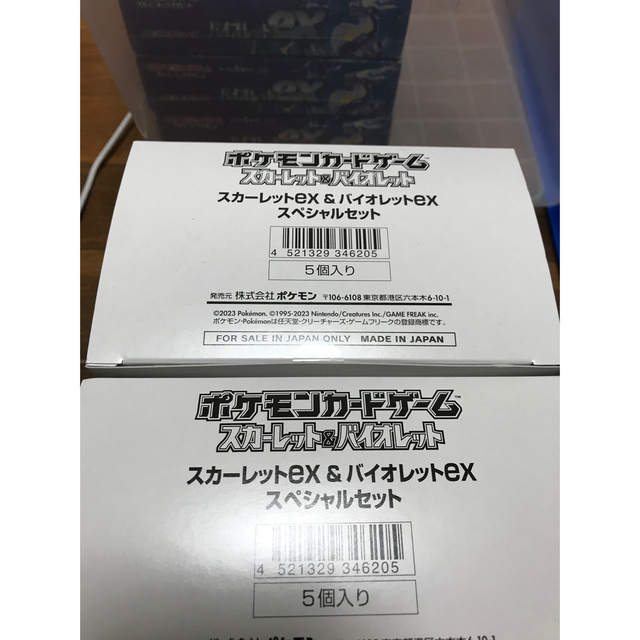 ex
ポケモンカードゲーム™
スカーレット&バイオレット
スカーレットex & バイオレットex
スペシャルセット
4 521329 346205
5個入り
発売元 株式会社 ポケモン 〒106-6108 東京都港区六本木6-10-1
©2023 Pokémon. ©1995-2023 Nintendo/Creatures Inc./GAME FREAK inc.
ポケモン・Pokémonは任天堂・クリーチャーズ・ゲームフリークの登録商標です。
FOR SALE IN JAPAN ONLY MADE IN JAPAN
ポケモンカードゲーム™
スカーレット&バイオレット
スカーレットex & バイオレットex
スペシャルセット
4 521329 346205
5個入り